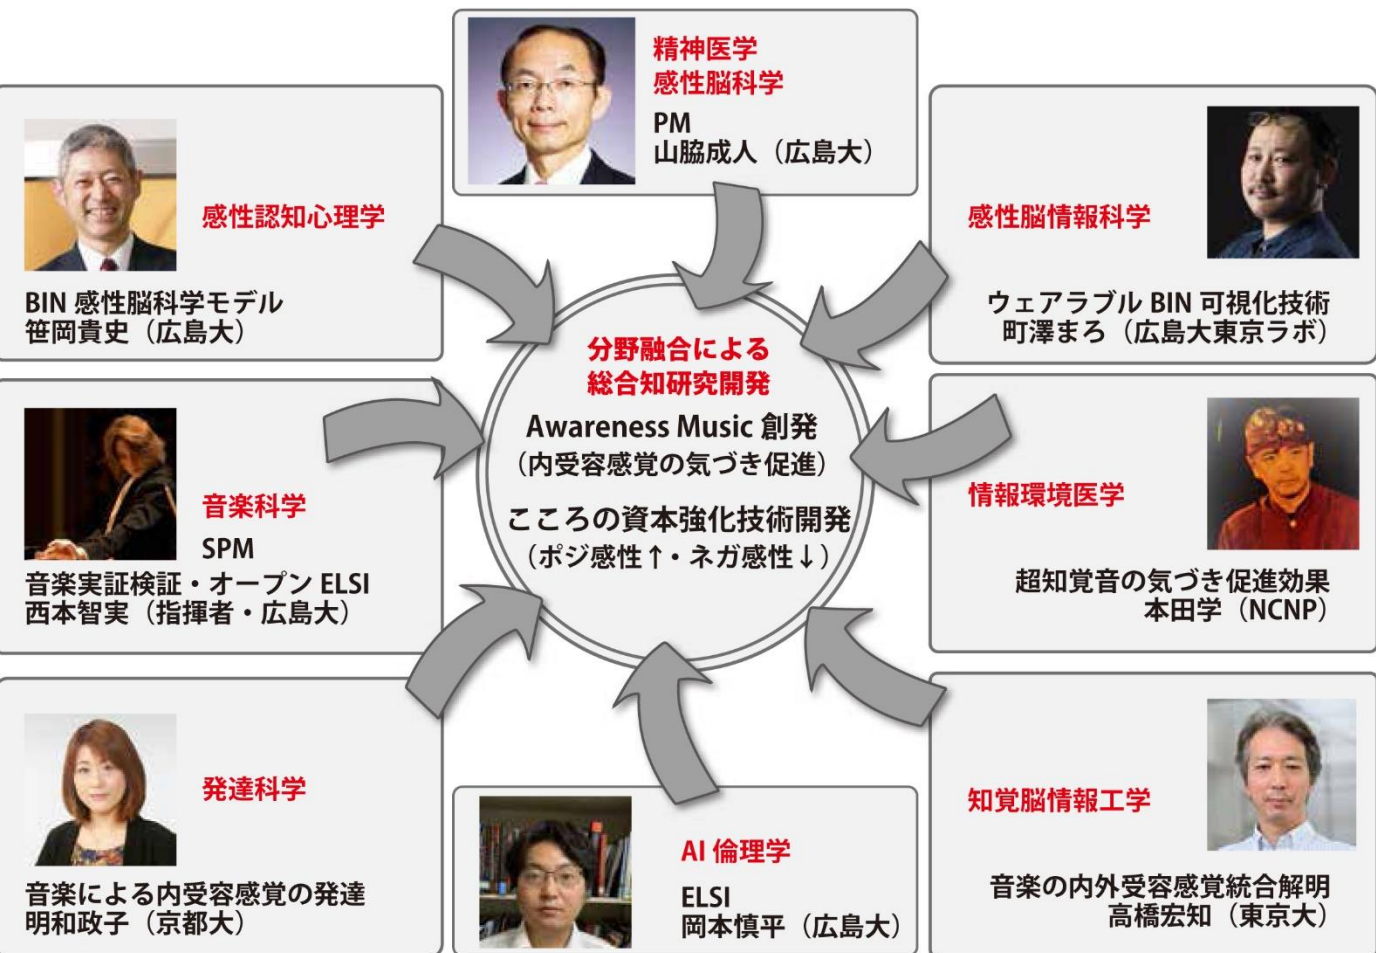 精神医学
感性脳科学
PM
山脇成人（広島大）
感性認知心理学
BIN 感性脳科学モデル
笹岡貴史（広島大）
感性脳情報科学
ウェアラブル BIN 可視化技術
町澤まろ（広島大東京ラボ）
分野融合による
総合知研究開発
Awareness Music 創発
（内受容感覚の気づき促進）
こころの資本強化技術開発
（ポジ感性↑・ネガ感性↓）
音楽科学
SPM
音楽実証検証・オープン ELSI
西本智実（指揮者・広島大）
情報環境医学
超知覚音の気づき促進効果
本田学（NCNP）
発達科学
音楽による内受容感覚の発達
明和政子（京都大）
AI 倫理学
ELSI
岡本慎平（広島大）
知覚脳情報工学
音楽の内外受容感覚統合解明
高橋宏知（東京大）